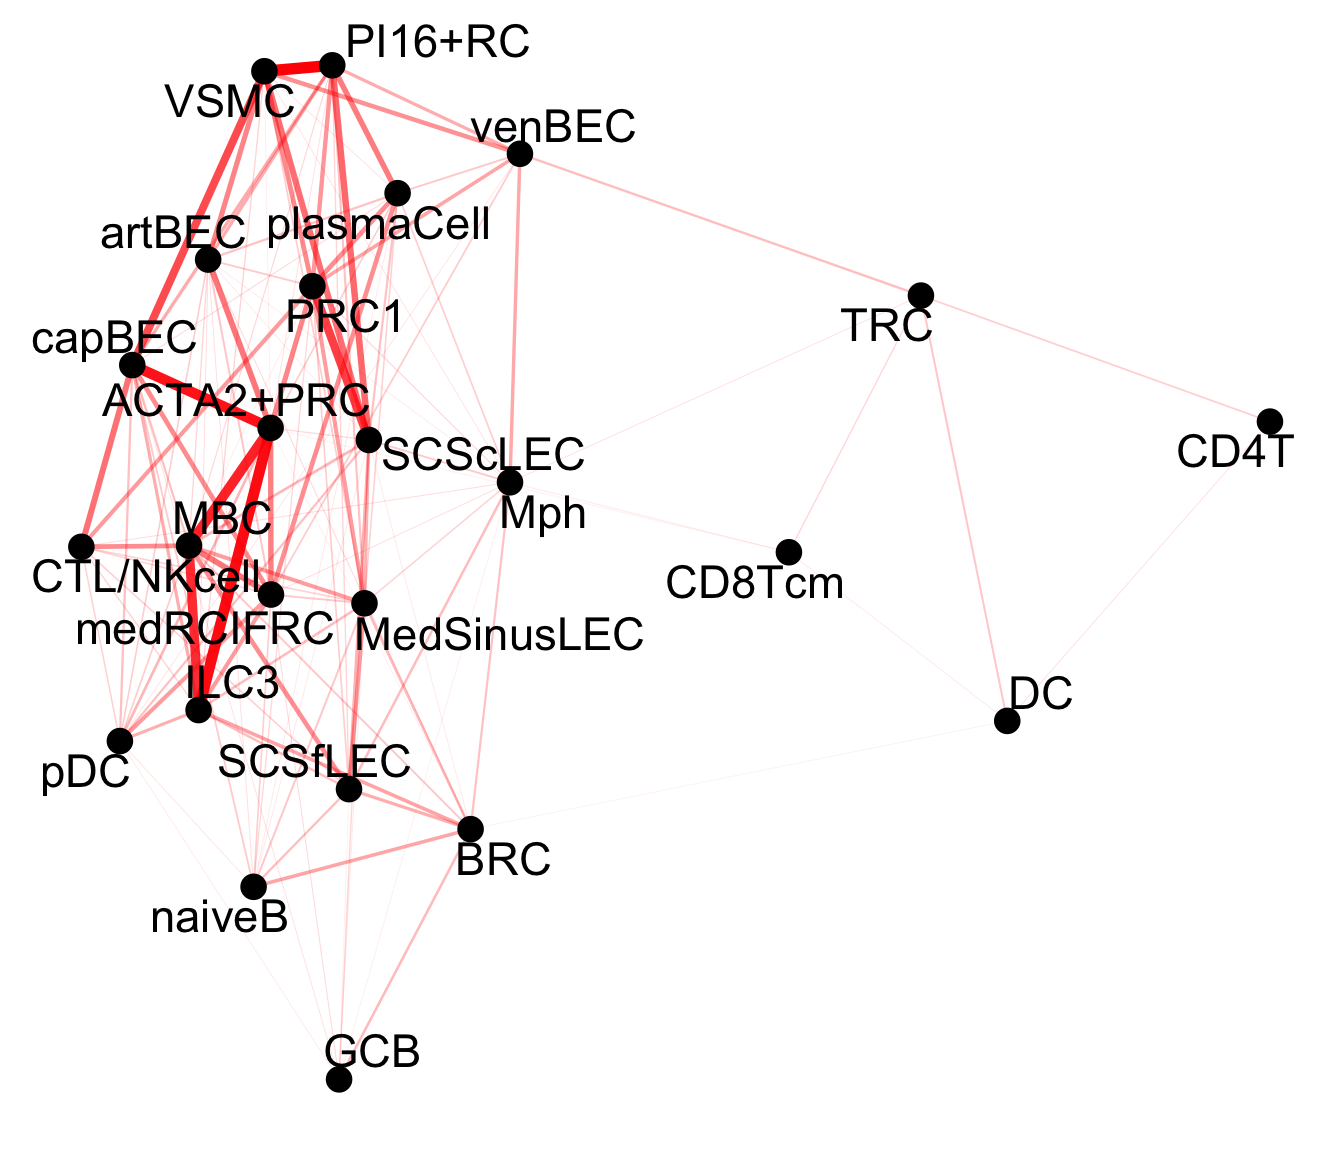 PI16+RC
VSMC
venBEC
artBEC
plasmaCell
PRC1
TRC
capBEC
ACTA2+PRC
SCScLEC
CD4T
MBC
Mph
CTL/NKcell
CD8Tcm
medRCIFRC
MedSinusLEC
ILC3
DC
pDC
SCSfLEC
BRC
naiveB
GCB